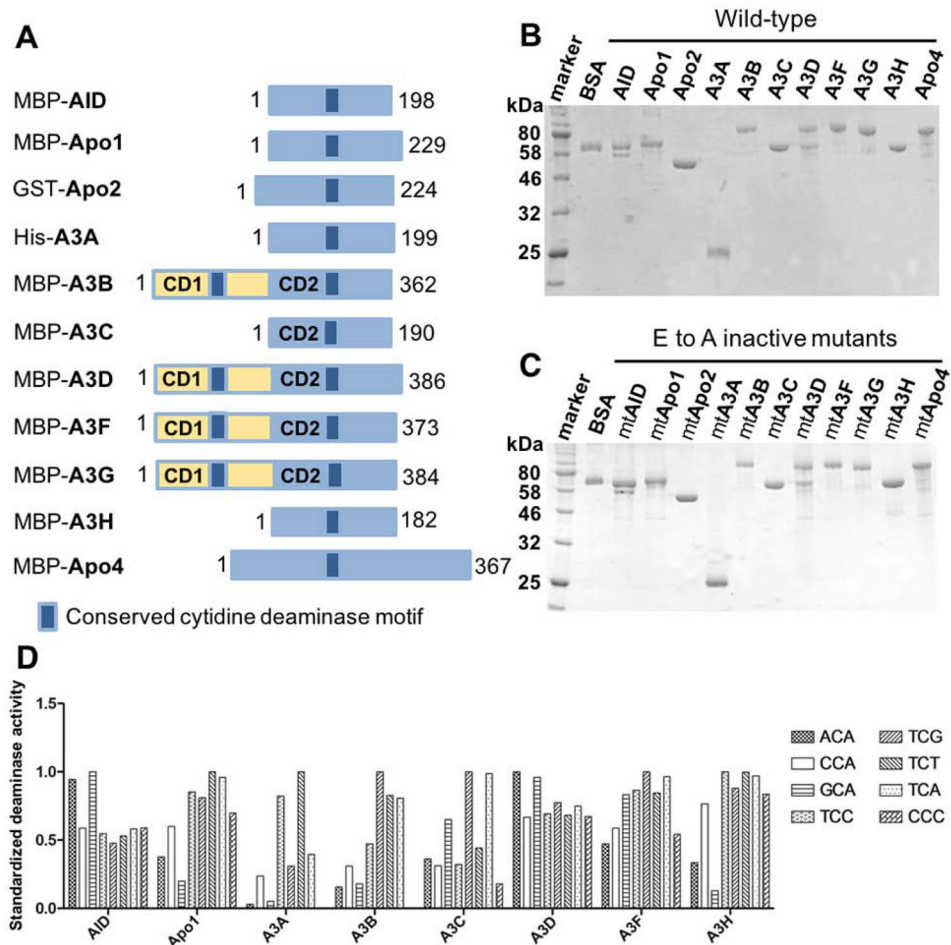 A
MBP-AID 1 198
MBP-Apo1 1 229
GST-Apo2 1 224
His-A3A 1 199
MBP-A3B 1 CD1 CD2 362
MBP-A3C 1 CD2 190
MBP-A3D 1 CD1 CD2 386
MBP-A3F 1 CD1 CD2 373
MBP-A3G 1 CD1 CD2 384
MBP-A3H 1 182
MBP-Apo4 1 367
Conserved cytidine deaminase motif
B
Wild-type
marker BSA AID Apo1 Apo2 A3A A3B A3C A3D A3F A3G A3H Apo4
kDa
80
58
46
32
25
C
E to A inactive mutants
marker BSA mtAID mtApo1 mtApo2 mtA3A mtA3B mtA3C mtA3D mtA3F mtA3G mtA3H mtApo4
kDa
80
58
46
32
25
D
Standardized deaminase activity
1.5
1.0
0.5
0.0
AID Apo1 A3A A3B A3C A3D A3F A3H
ACA TCG
CCA TCT
GCA TCA
TCC CCC